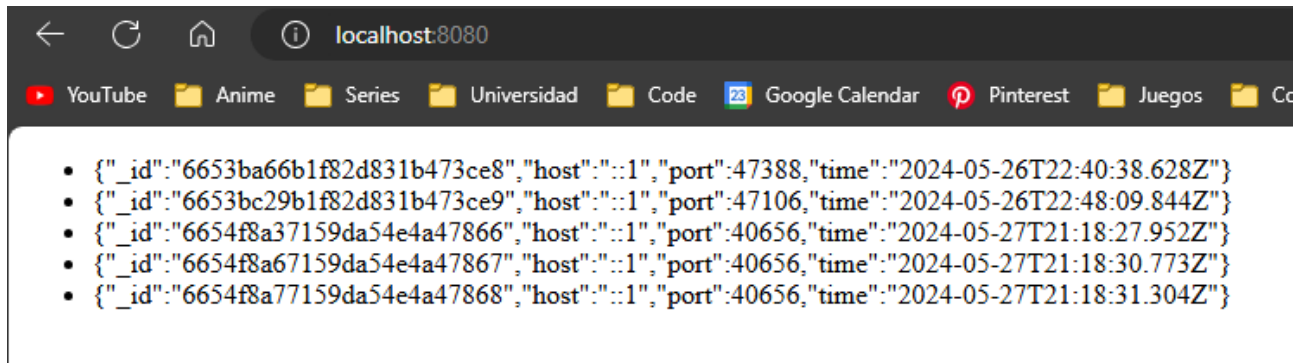 localhost:8080
YouTube Anime Series Universidad Code 23 Google Calendar Pinterest Juegos Co
• {"_id":"6653ba66b1f82d831b473ce8","host":"::1","port":47388,"time":"2024-05-26T22:40:38.628Z"}
• {"_id":"6653bc29b1f82d831b473ce9","host":"::1","port":47106,"time":"2024-05-26T22:48:09.844Z"}
• {"_id":"6654f8a37159da54e4a47866","host":"::1","port":40656,"time":"2024-05-27T21:18:27.952Z"}
• {"_id":"6654f8a67159da54e4a47867","host":"::1","port":40656,"time":"2024-05-27T21:18:30.773Z"}
• {"_id":"6654f8a77159da54e4a47868","host":"::1","port":40656,"time":"2024-05-27T21:18:31.304Z"}